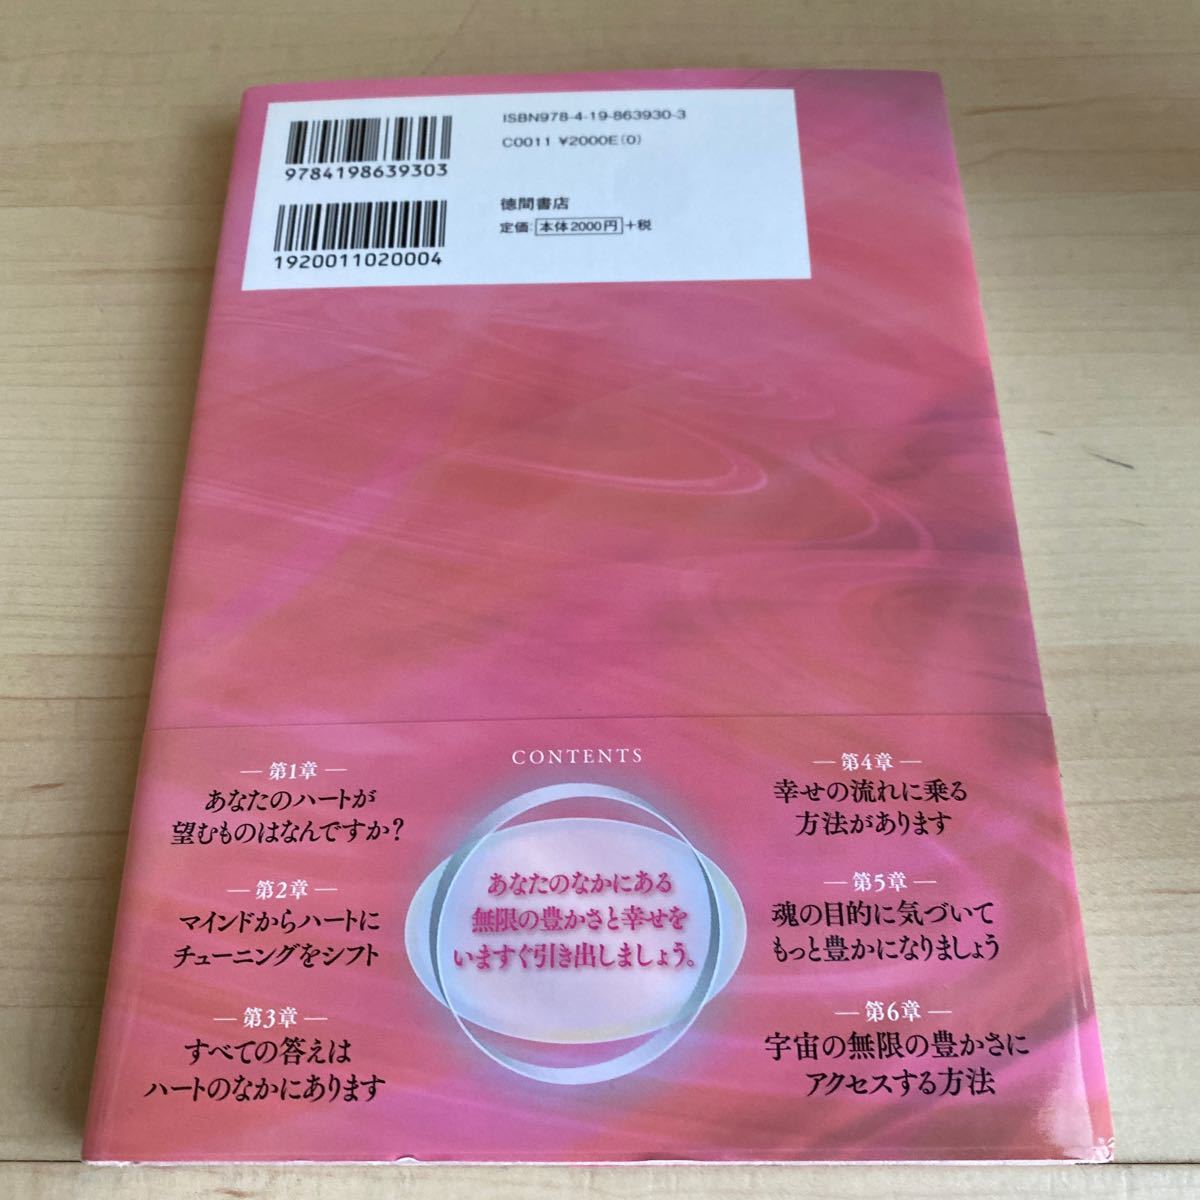 ISBN978-4-19-863930-3
C0011 ¥2000E(0)
9784198639303
徳間書店
定価:本体2000円+税
1920011020004
CONTENTS
―第1章―
あなたのハートが
望むものはなんですか?
―第2章―
マインドからハートに
チューニングをシフト
―第3章―
すべての答えは
ハートのなかにあります
あなたのなかにある
無限の豊かさと幸せを
いますぐ引き出しましょう。
―第4章―
幸せの流れに乗る
方法があります
―第5章―
魂の目的に気づいて
もっと豊かになりましょう
―第6章―
宇宙の無限の豊かさに
アクセスする方法